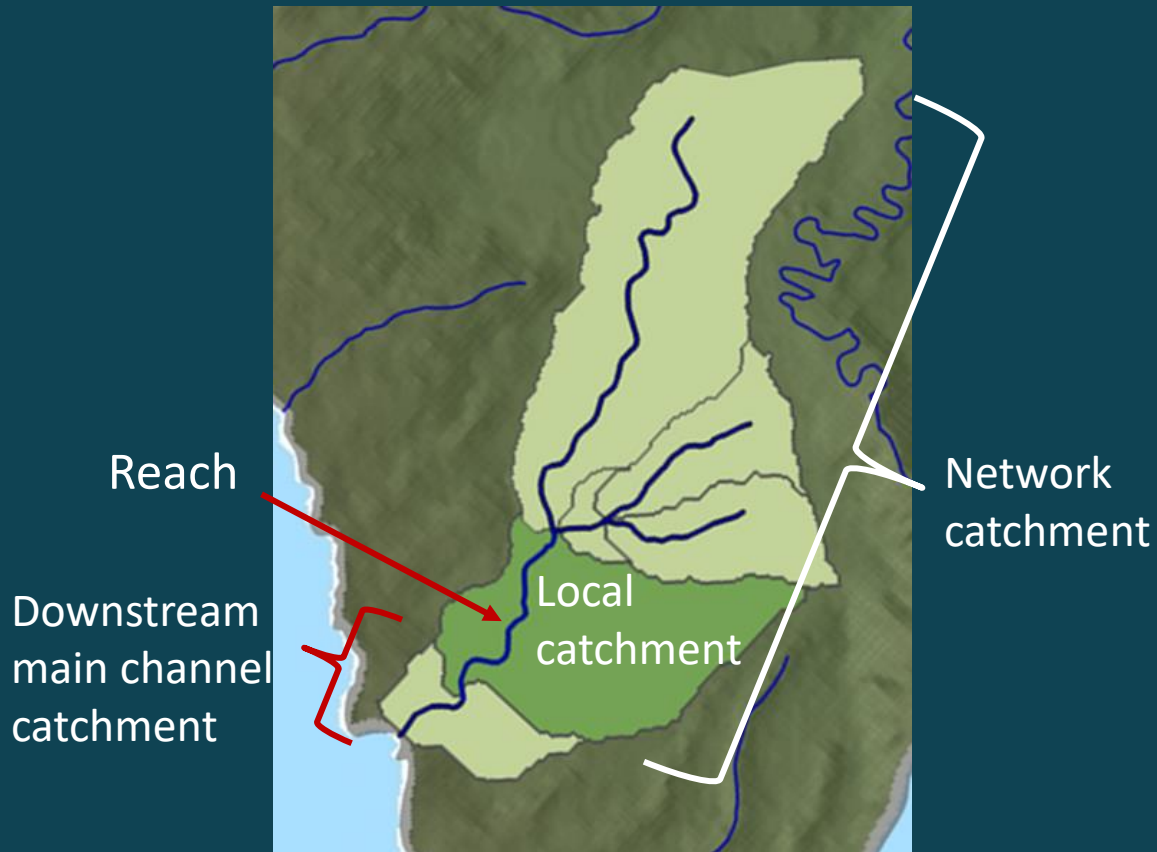 Reach
Downstream
main channel
catchment
Local
catchment
Network
catchment